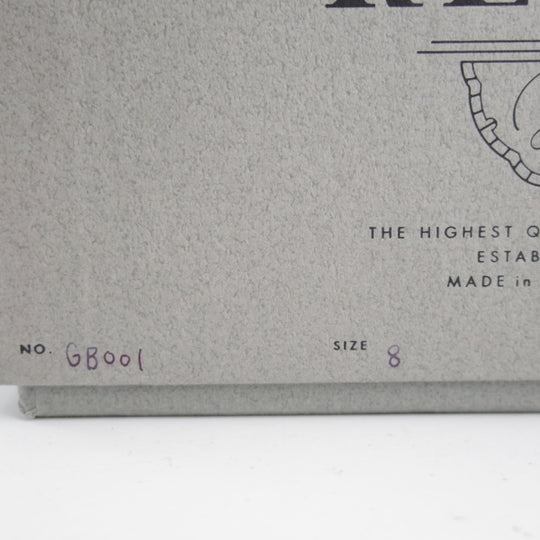 THE HIGHEST Q
ESTAB
MADE in
NO. GB001 SIZE 8